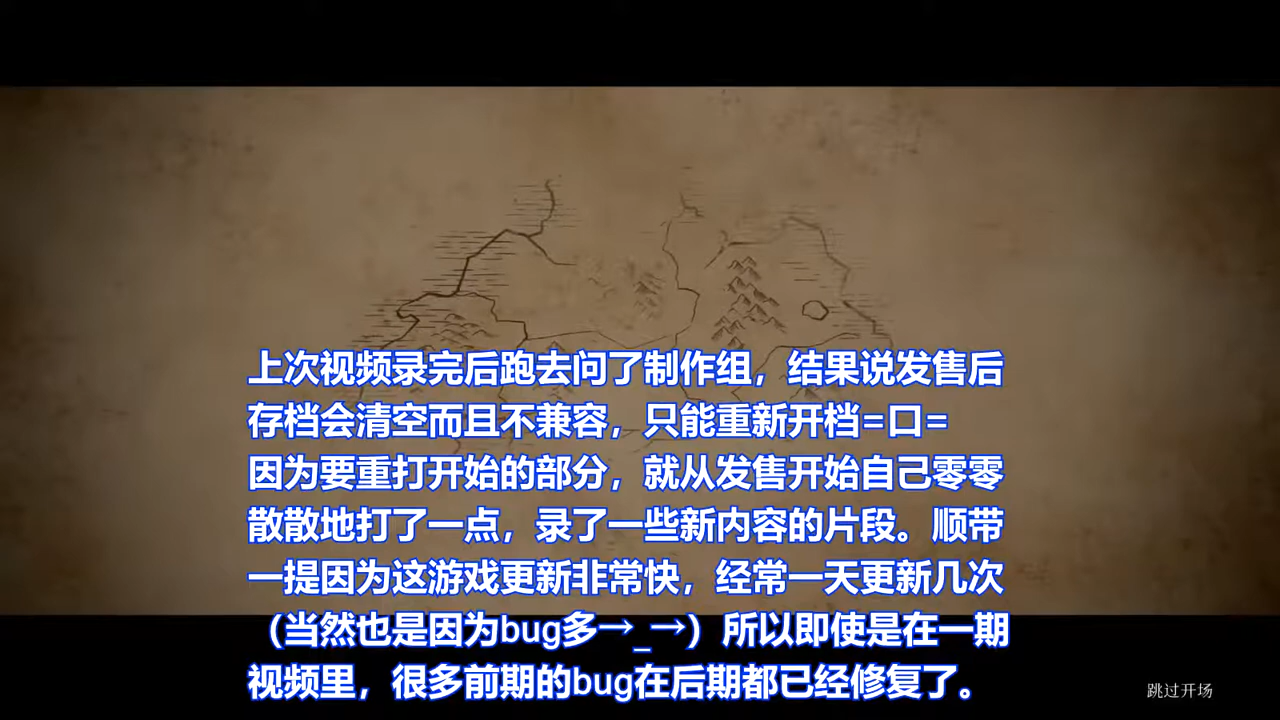 上次视频录完后跑去问了制作组，结果说发售后
存档会清空而且不兼容，只能重新开档=口=
因为要重打开始的部分，就从发售开始自己零零
散散地打了一点，录了一些新内容的片段。顺带
一提因为这游戏更新非常快，经常一天更新几次
（当然也是因为bug多→_→）所以即使是在一期
视频里，很多前期的bug在后期都已经修复了。
跳过开场